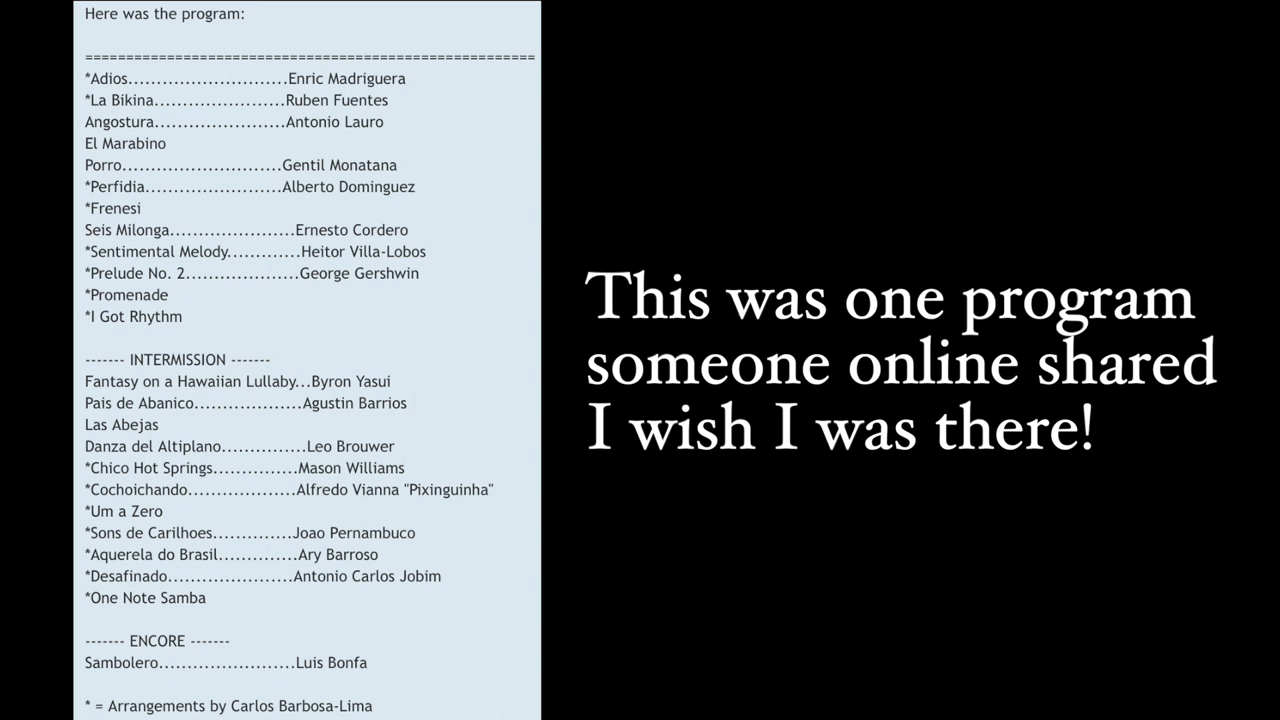 Here was the program:
=======================================================
*Adios...........................Enric Madriguera
*La Bikina.......................Ruben Fuentes
Angostura.......................Antonio Lauro
El Marabino
Porro...........................Gentil Monatana
*Perfidia........................Alberto Dominguez
*Frenesi
Seis Milonga......................Ernesto Cordero
*Sentimental Melody.............Heitor Villa-Lobos
*Prelude No. 2....................George Gershwin
*Promenade
*I Got Rhythm
------- INTERMISSION -------
Fantasy on a Hawaiian Lullaby...Byron Yasui
Pais de Abanico...................Agustin Barrios
Las Abejas
Danza del Altiplano...............Leo Brouwer
*Chico Hot Springs...............Mason Williams
*Cochoichando...................Alfredo Vianna "Pixinguinha"
*Um a Zero
*Sons de Carilhoes..............Joao Pernambuco
*Aquerela do Brasil..............Ary Barroso
*Desafinado......................Antonio Carlos Jobim
*One Note Samba
------- ENCORE -------
Sambolero........................Luis Bonfa
* = Arrangements by Carlos Barbosa-Lima
This was one program
someone online shared
I wish I was there!